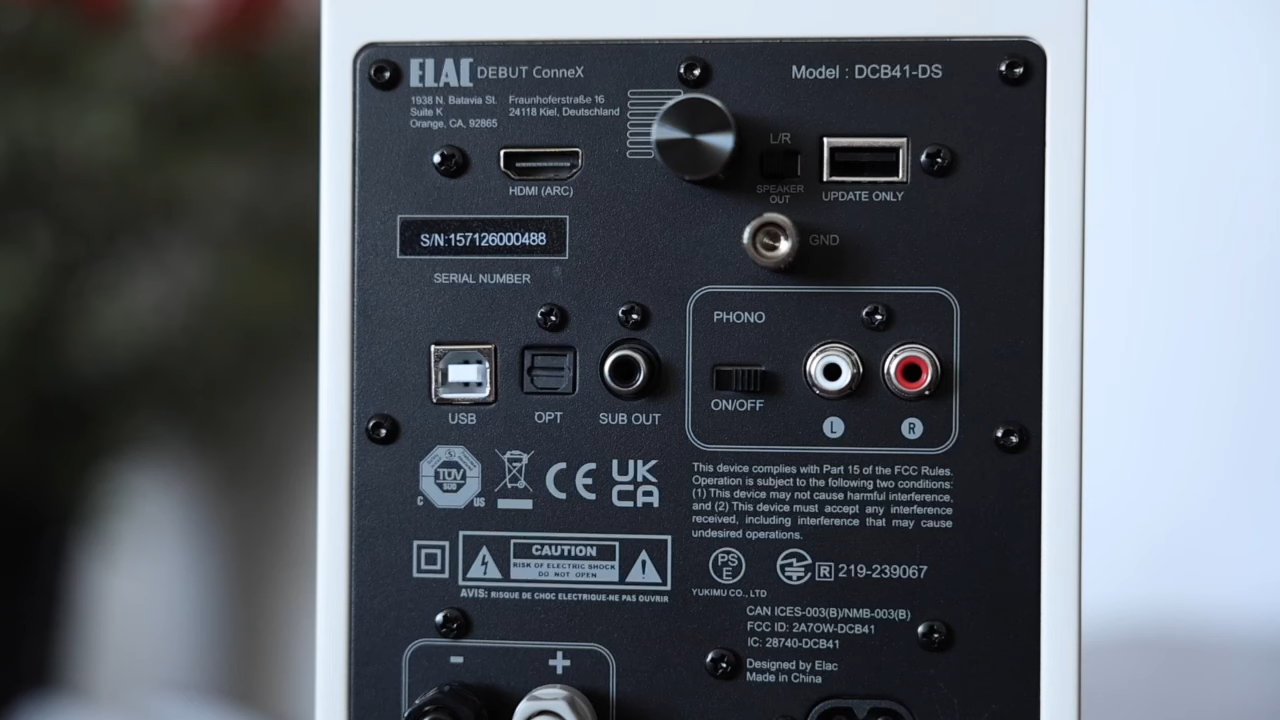 ELAC DEBUT ConneX
Model : DCB41-DS
1938 N. Batavia St.
Suite K
Orange, CA, 92865
Fraunhoferstraße 16
24118 Kiel, Deutschland
L/R
SPEAKER
OUT
HDMI (ARC)
UPDATE ONLY
S/N:157126000488
GND
SERIAL NUMBER
PHONO
ON/OFF
L
R
USB
OPT
SUB OUT
TÜV
SÜD
C
US
CE
UK
CA
This device complies with Part 15 of the FCC Rules.
Operation is subject to the following two conditions:
(1) This device may not cause harmful interference,
and (2) This device must accept any interference
received, including interference that may cause
undesired operations.
CAUTION
RISK OF ELECTRIC SHOCK
DO NOT OPEN
AVIS: RISQUE DE CHOC ELECTRIQUE-NE PAS OUVRIR
PS
E
YUKIMU CO., LTD
R 219-239067
CAN ICES-003(B)/NMB-003(B)
FCC ID: 2A7OW-DCB41
IC: 28740-DCB41
Designed by Elac
Made in China
- +